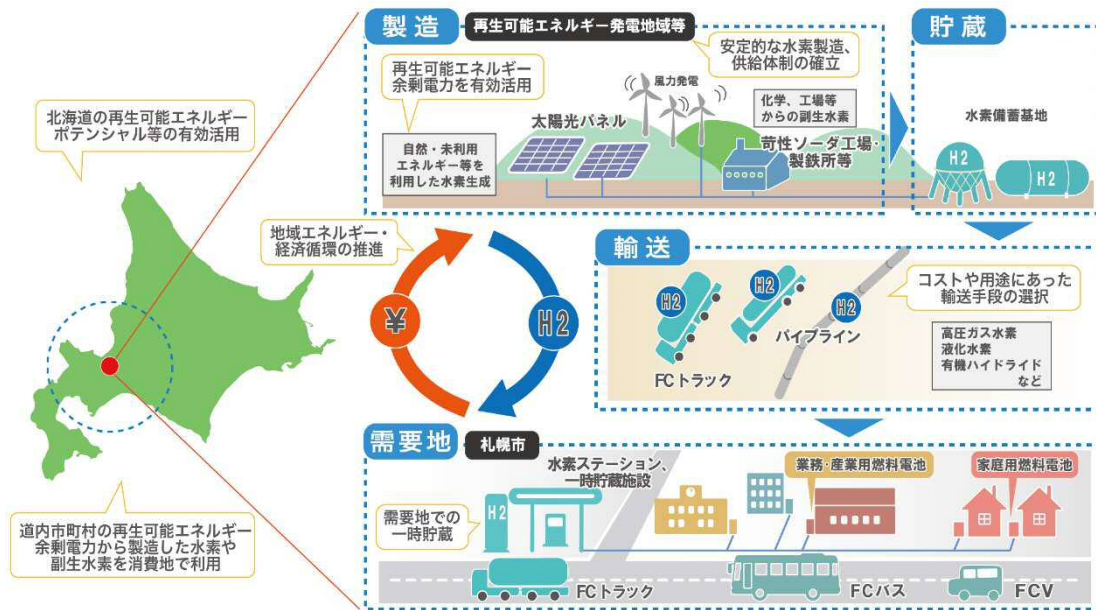 製造
再生可能エネルギー発電地域等
貯蔵
安定的な水素製造、
供給体制の確立
再生可能エネルギー
余剰電力を有効活用
風力発電
北海道の再生可能エネルギー
ポテンシャル等の有効活用
化学、工場等
からの副生水素
水素備蓄基地
太陽光パネル
苛性ソーダ工場・
製鉄所等
自然・未利用
エネルギー等を
利用した水素生成
H2
H2
地域エネルギー・
経済循環の推進
輸送
コストや用途にあった
輸送手段の選択
H2
H2
H2
¥
H2
パイプライン
高圧ガス水素
液化水素
有機ハイドライド
など
FCトラック
需要地
札幌市
水素ステーション、
一時貯蔵施設
業務・産業用燃料電池
家庭用燃料電池
H2
需要地での
一時貯蔵
道内市町村の再生可能エネルギー
余剰電力から製造した水素や
副生水素を消費地で利用
FCトラック
FCバス
FCV